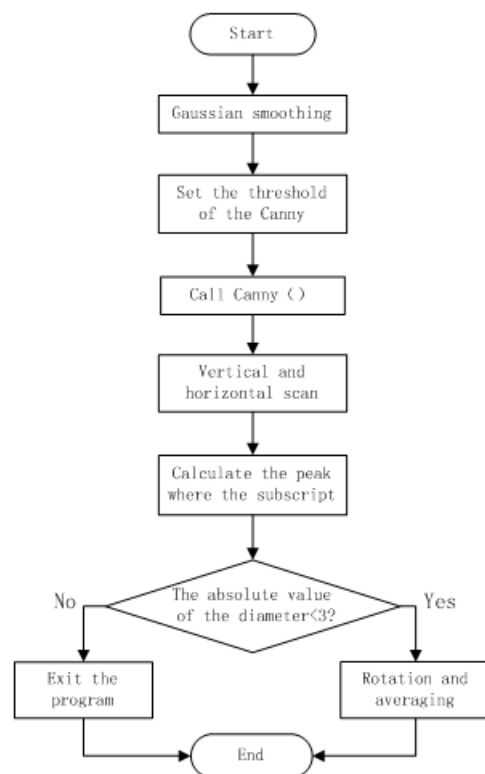 Start
Gaussian smoothing
Set the threshold
of the Canny
Call Canny ()
Vertical and
horizontal scan
Calculate the peak
where the subscript
The absolute value
of the diameter<3?
No
Yes
Exit the
program
Rotation and
averaging
End